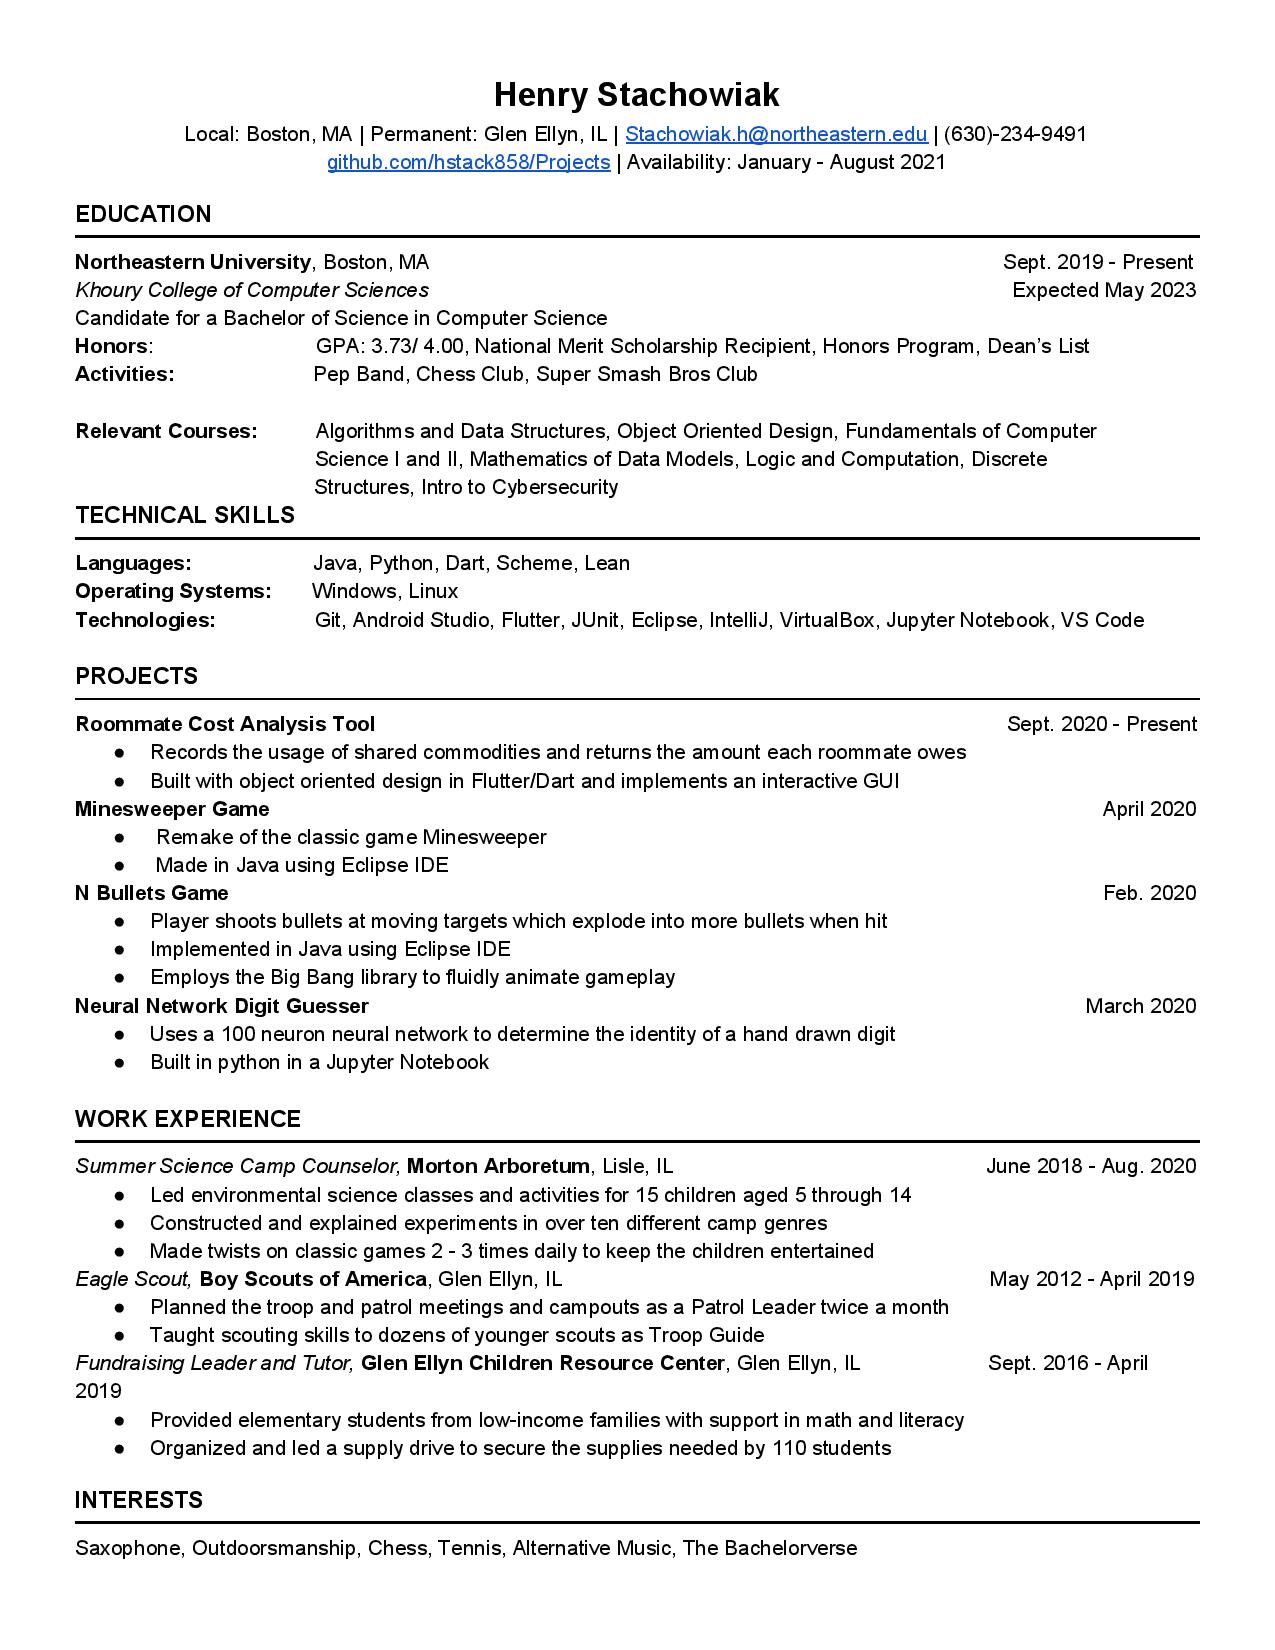 Henry Stachowiak
Local: Boston, MA | Permanent: Glen Ellyn, IL | Stachowiak.h@northeastern.edu | (630)-234-9491
github.com/hstack858/Projects | Availability: January - August 2021
EDUCATION
Northeastern University, Boston, MA Sept. 2019 - Present
Khoury College of Computer Sciences Expected May 2023
Candidate for a Bachelor of Science in Computer Science
Honors: GPA: 3.73/ 4.00, National Merit Scholarship Recipient, Honors Program, Dean’s List
Activities: Pep Band, Chess Club, Super Smash Bros Club
Relevant Courses: Algorithms and Data Structures, Object Oriented Design, Fundamentals of Computer
Science I and II, Mathematics of Data Models, Logic and Computation, Discrete
Structures, Intro to Cybersecurity
TECHNICAL SKILLS
Languages: Java, Python, Dart, Scheme, Lean
Operating Systems: Windows, Linux
Technologies: Git, Android Studio, Flutter, JUnit, Eclipse, IntelliJ, VirtualBox, Jupyter Notebook, VS Code
PROJECTS
Roommate Cost Analysis Tool Sept. 2020 - Present
● Records the usage of shared commodities and returns the amount each roommate owes
● Built with object oriented design in Flutter/Dart and implements an interactive GUI
Minesweeper Game April 2020
● Remake of the classic game Minesweeper
● Made in Java using Eclipse IDE
N Bullets Game Feb. 2020
● Player shoots bullets at moving targets which explode into more bullets when hit
● Implemented in Java using Eclipse IDE
● Employs the Big Bang library to fluidly animate gameplay
Neural Network Digit Guesser March 2020
● Uses a 100 neuron neural network to determine the identity of a hand drawn digit
● Built in python in a Jupyter Notebook
WORK EXPERIENCE
Summer Science Camp Counselor, Morton Arboretum, Lisle, IL June 2018 - Aug. 2020
● Led environmental science classes and activities for 15 children aged 5 through 14
● Constructed and explained experiments in over ten different camp genres
● Made twists on classic games 2 - 3 times daily to keep the children entertained
Eagle Scout, Boy Scouts of America, Glen Ellyn, IL May 2012 - April 2019
● Planned the troop and patrol meetings and campouts as a Patrol Leader twice a month
● Taught scouting skills to dozens of younger scouts as Troop Guide
Fundraising Leader and Tutor, Glen Ellyn Children Resource Center, Glen Ellyn, IL Sept. 2016 - April
2019
● Provided elementary students from low-income families with support in math and literacy
● Organized and led a supply drive to secure the supplies needed by 110 students
INTERESTS
Saxophone, Outdoorsmanship, Chess, Tennis, Alternative Music, The Bachelorverse